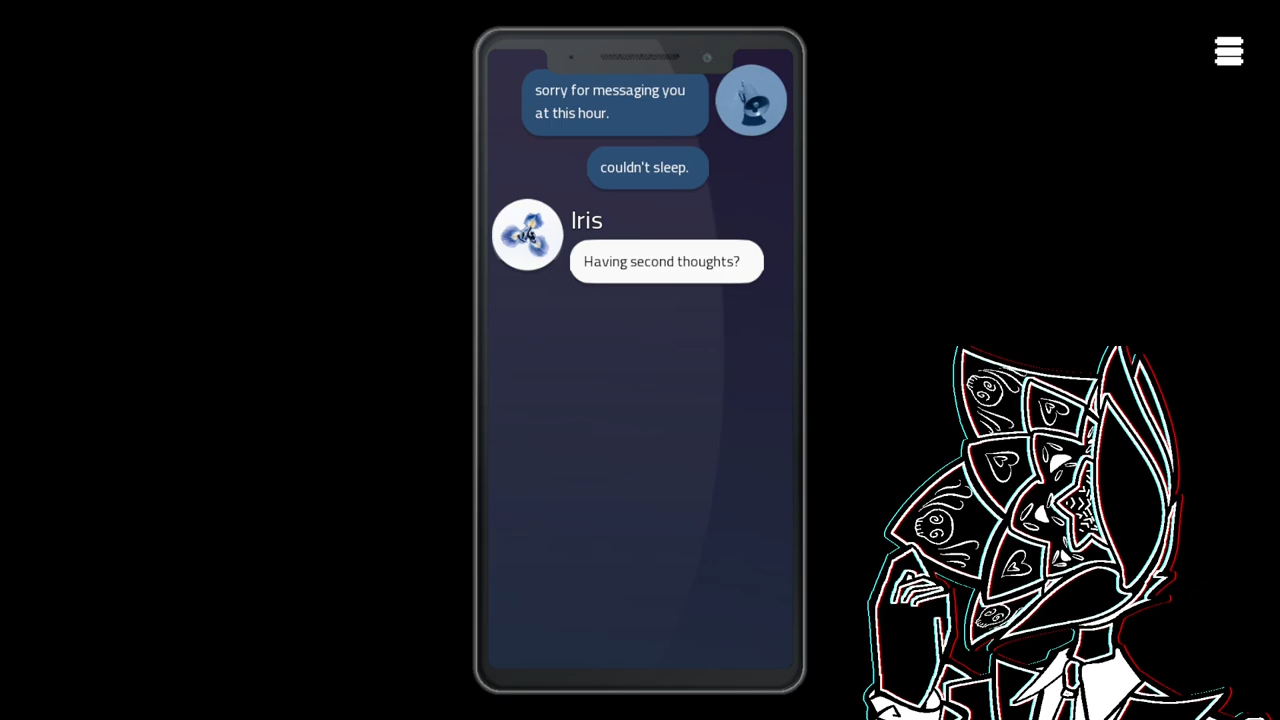 sorry for messaging you
at this hour.
couldn't sleep.
Iris
Having second thoughts?